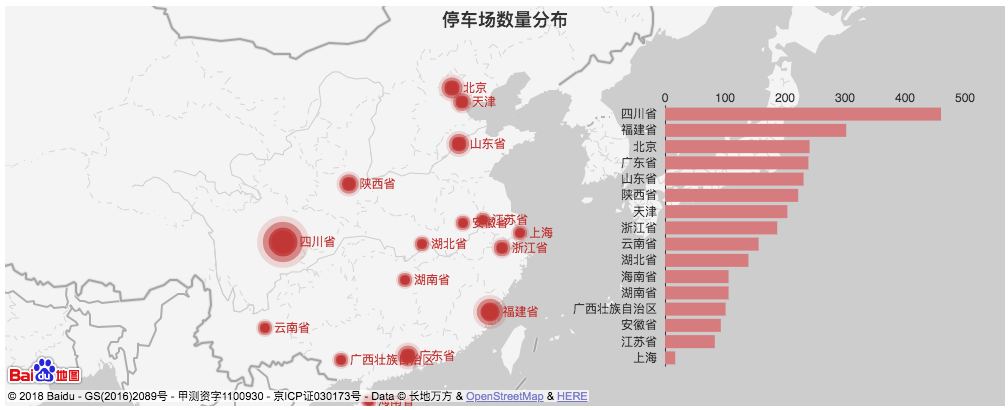 停车场数量分布
北京
天津
山东省
陕西省
安徽省
江苏省
上海
四川省
湖北省
浙江省
湖南省
福建省
云南省
广西壮族自治区
广东省
海南省
0 100 200 300 400 500
四川省
福建省
北京
广东省
山东省
陕西省
天津
浙江省
云南省
湖北省
海南省
湖南省
广西壮族自治区
安徽省
江苏省
上海
Bai du 地图
© 2018 Baidu - GS(2016)2089号 - 甲测资字1100930 - 京ICP证030173号 - Data © 长地万方 & OpenStreetMap & HERE